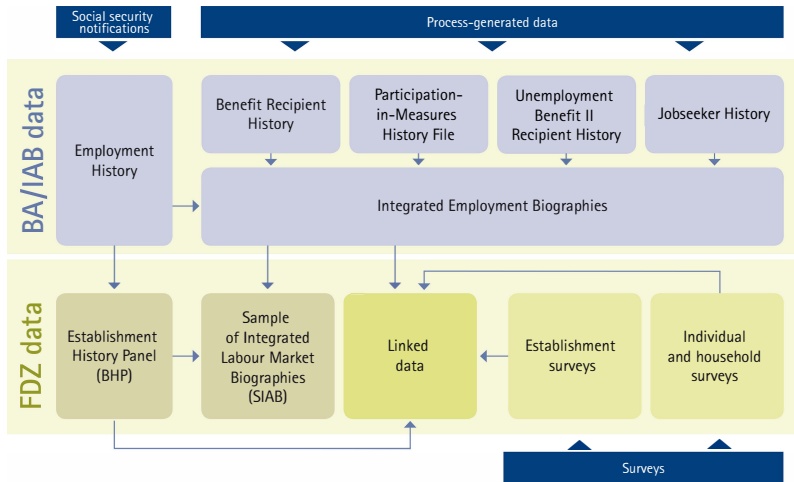 Social security
notifications
Process-generated data
BA/IAB data
Employment
History
Benefit Recipient
History
Participation-
in-Measures
History File
Unemployment
Benefit II
Recipient History
Jobseeker History
Integrated Employment Biographies
FDZ data
Establishment
History Panel
(BHP)
Sample
of Integrated
Labour Market
Biographies
(SIAB)
Linked
data
Establishment
surveys
Individual
and household
surveys
Surveys